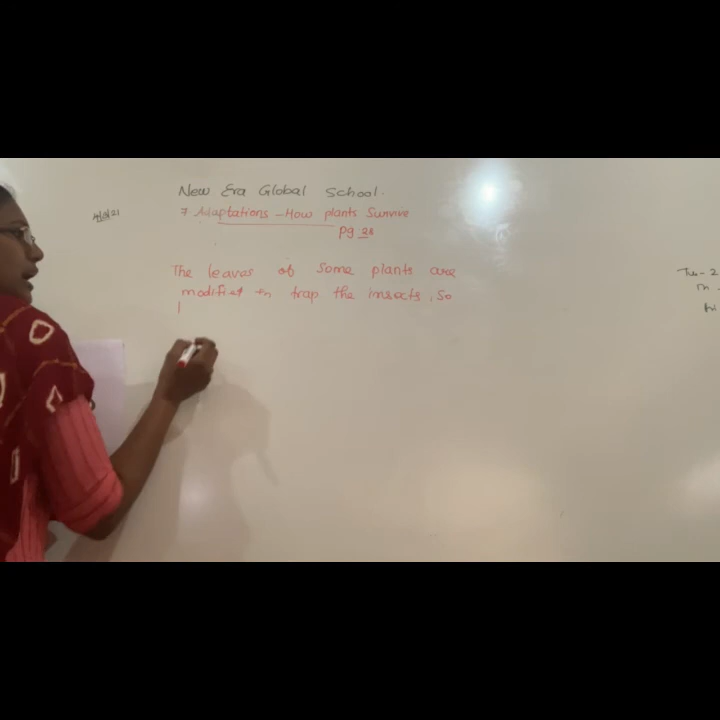 New Era Global School.
7 Adaptations - How plants Survive
Pg 28
The leaves of Some plants are
modified to trap the insects, So